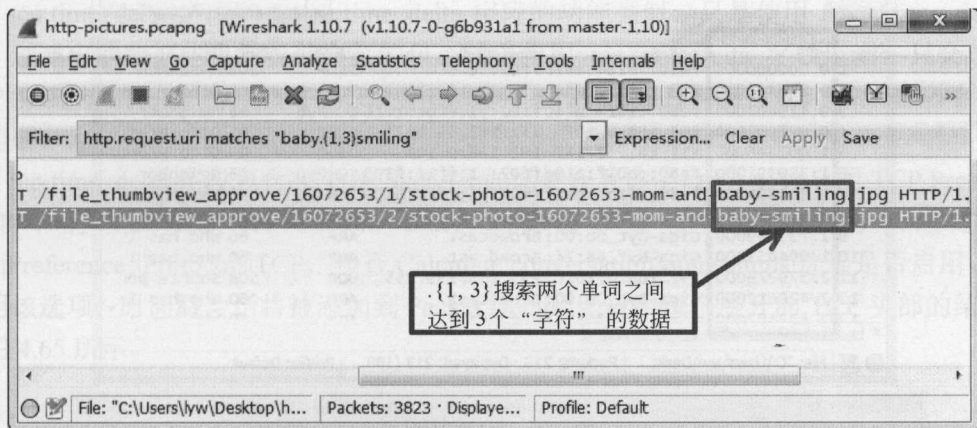 http-pictures.pcapng [Wireshark 1.10.7 (v1.10.7-0-g6b931a1 from master-1.10)]
File Edit View Go Capture Analyze Statistics Telephony Tools Internals Help
Filter: http.request.uri matches "baby.{1,3}smiling" Expression... Clear Apply Save
T /file_thumbview_approve/16072653/1/stock-photo-16072653-mom-and-baby-smiling.jpg HTTP/1.
T /file_thumbview_approve/16072653/2/stock-photo-16072653-mom-and-baby-smiling.jpg HTTP/1.
.{1, 3}搜索两个单词之间
达到3个“字符”的数据
File: "C:\Users\lyw\Desktop\h... Packets: 3823 · Displaye... Profile: Default